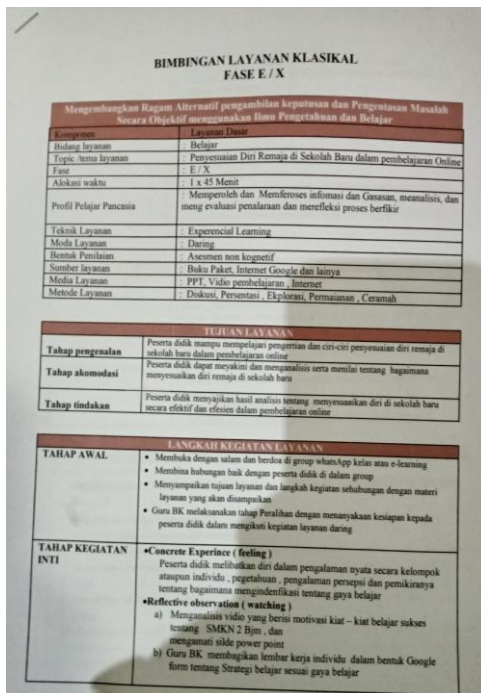 BIMBINGAN LAYANAN KLASIKAL
FASE E / X
Mengembangkan Ragam Alternatif pengambilan keputusan dan Pengentasan Masalah
Secara Objektif menggunakan Ilmu Pengetahuan dan Belajar
Komponen : Layanan Dasar
Bidang layanan : Belajar
Topic /tema layanan : Penyesuaian Diri Remaja di Sekolah Baru dalam pembelajaran Online
Fase : E / X
Alokasi waktu : 1 x 45 Menit
Profil Pelajar Pancasia : Memperoleh dan Memferoses infomasi dan Gasasan, meanalisis, dan
meng evaluasi penalaraan dan merefleksi proses berfikir
Teknik Layanan : Experencial Learning
Moda Layanan : Daring
Bentuk Penilaian : Asesmen non kognetif
Sumber layanan : Buku Paket, Internet Google dan lainya
Media Layanan : PPT, Vidio pembelajaran , Internet
Metode Layanan : Diskusi, Persentasi , Ekplorasi, Permaianan , Ceramah
TUJUAN LAYANAN
Tahap pengenalan Peserta didik mampu mempelajari pengertian dan ciri-ciri penyesuaian diri remaja di
sekolah baru dalam pembelajaran online
Tahap akomodasi Peserta didik dapat meyakini dan menganalisis serta menilai tentang bagaimana
menyesuaikan diri remaja di sekolah baru
Tahap tindakan Peserta didik menyajikan hasil analisis tentang menyesuaaikan diri di sekolah baru
secara efektif dan efesien dalam pembelajaran online
LANGKAH KEGIATAN LAYANAN
TAHAP AWAL • Membuka dengan salam dan berdoa di group whatsApp kelas atau e-learning
• Membina hubungan baik dengan peserta didik di dalam group
• Menyampaikan tujuan layanan dan langkah kegiatan sehubungan dengan materi
layanan yang akan disampaikan
• Guru BK melaksanakan tahap Peralihan dengan menanyakaan kesiapan kepada
peserta didik dalam mengikuti kegiatan layanan daring
TAHAP KEGIATAN INTI •Concrete Experince ( feeling )
Peserta didik melibatkan diri dalam pengalaman nyata secara kelompok
ataupun individu , pegetahuan , pengalaman persepsi dan pemikiranya
tentang bagaimana mengindenfikasi tentang gaya belajar
•Reflective observation ( watching )
a) Menganalisis vidio yang berisi motivasi kiat – kiat belajar sukses
tentang SMKN 2 Bjm , dan
mengamati silde power point
b) Guru BK membagikan lembar kerja individu dalam bentuk Google
form tentang Strategi belajar sesuai gaya belajar